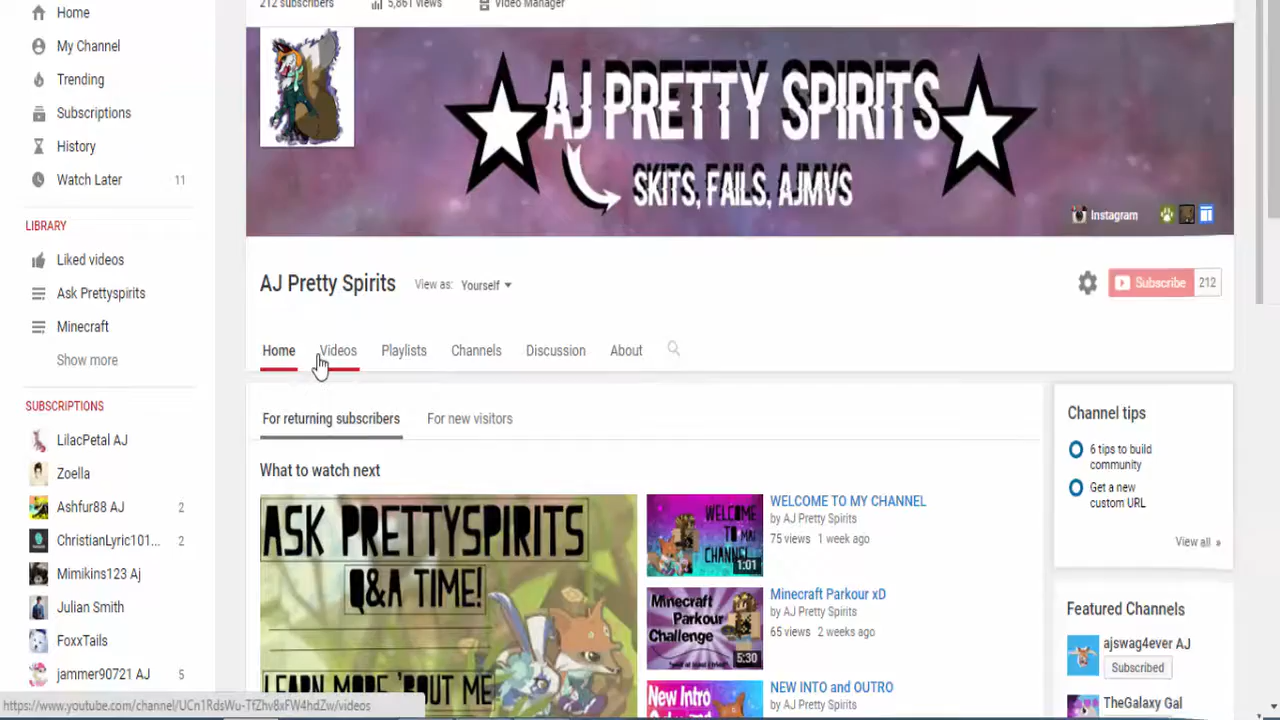 212 subscribers 5,861 views Video Manager
Home
My Channel
Trending
Subscriptions
History
Watch Later 11
LIBRARY
Liked videos
Ask Prettyspirits
Minecraft
Show more
SUBSCRIPTIONS
LilacPetal AJ
Zoella
Ashfur88 AJ 2
ChristianLyric101... 2
Mimikins123 Aj
Julian Smith
FoxxTails
jammer90721 AJ 5
https://www.youtube.com/channel/UCn1RdsWu-TfZhv8xFW4hdZw/videos
AJ PRETTY SPIRITS
SKITS, FAILS, AJMVS
Instagram
AJ Pretty Spirits View as: Yourself
Subscribe 212
Home Videos Playlists Channels Discussion About
For returning subscribers For new visitors
What to watch next
ASK PRETTYSPIRITS
Q&A TIME!
LEARN MORE 'BOUT ME
WELCOME TO MY CHANNEL
by AJ Pretty Spirits
75 views 1 week ago
WELCOME
TO MAI
CHANNEL
1:01
Minecraft Parkour xD
by AJ Pretty Spirits
65 views 2 weeks ago
Minecraft
Parkour
Challenge
5:30
NEW INTO and OUTRO
by AJ Pretty Spirits
New Intro
Channel tips
6 tips to build
community
Get a new
custom URL
View all »
Featured Channels
ajswag4ever AJ
Subscribed
TheGalaxy Gal